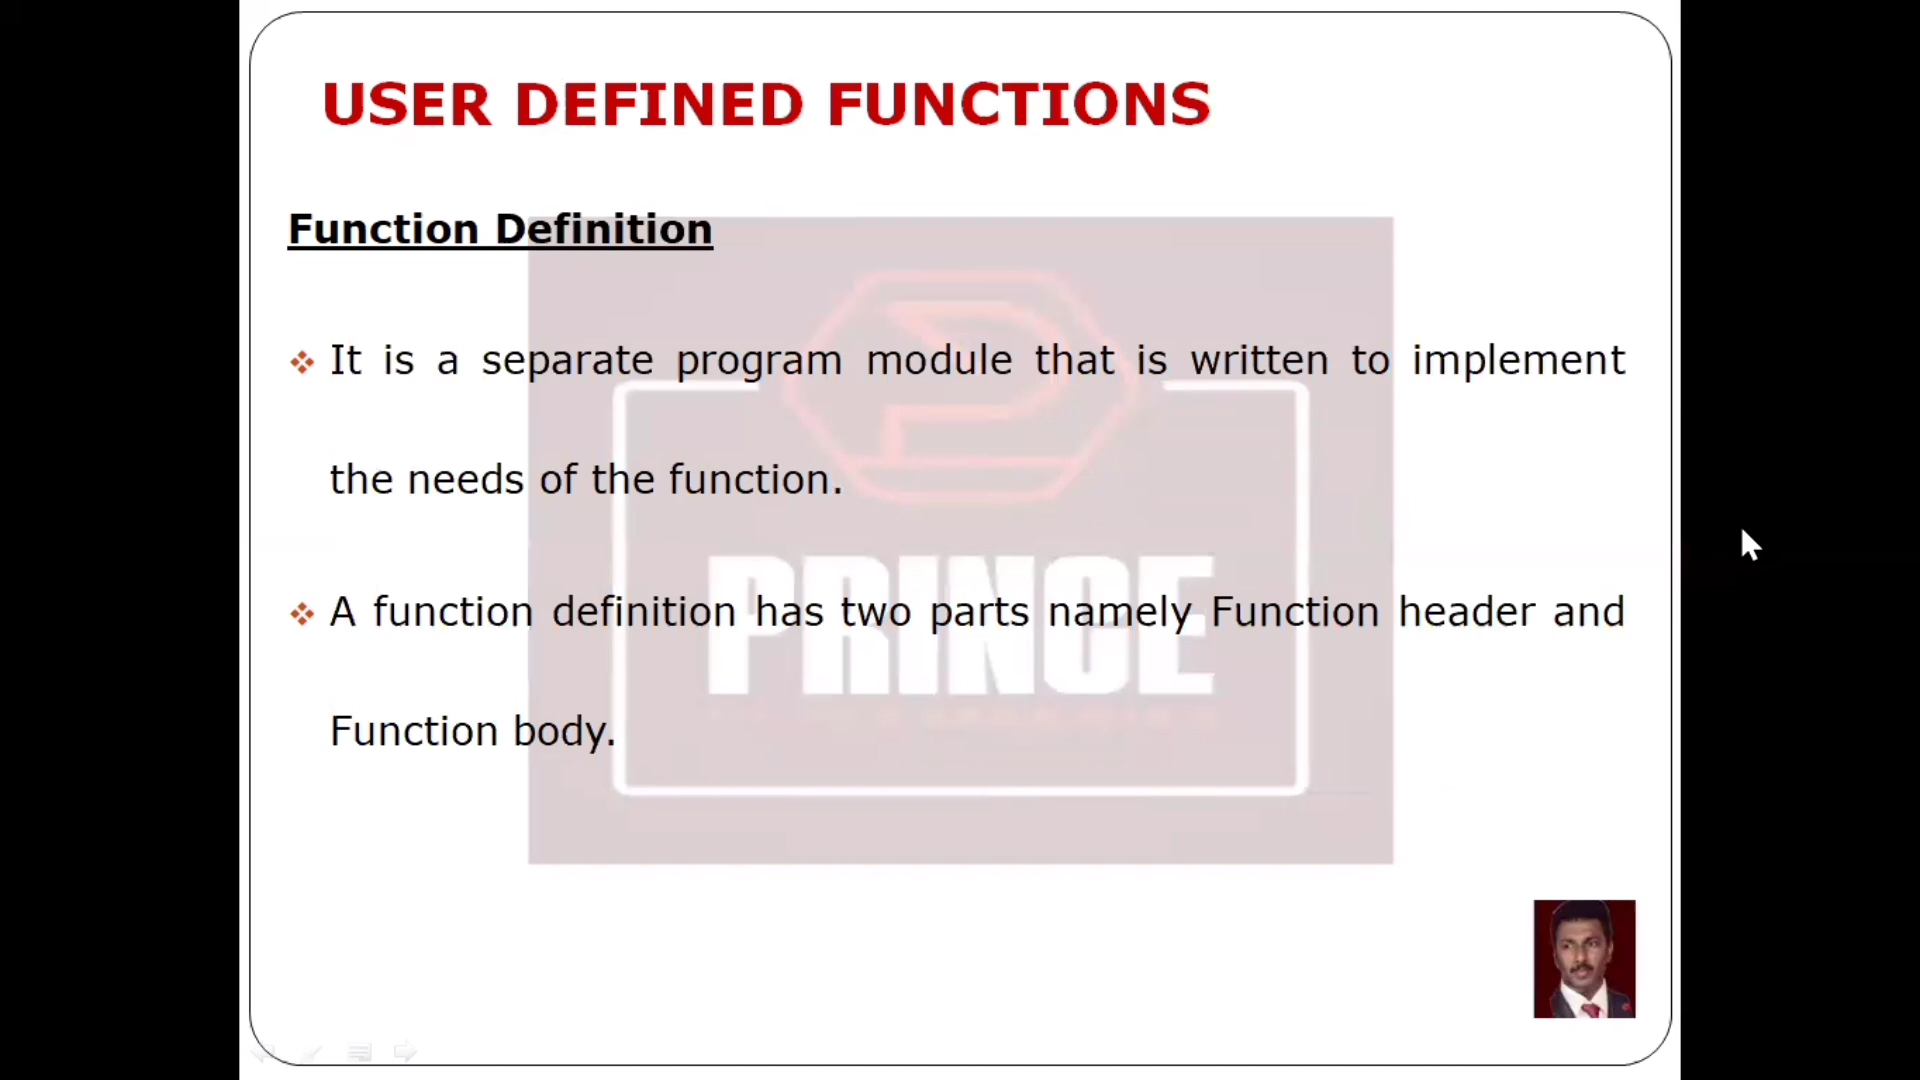 USER DEFINED FUNCTIONS
Function Definition
It is a separate program module that is written to implement
the needs of the function.
PRINCE
A function definition has two parts namely Function header and
Function body.